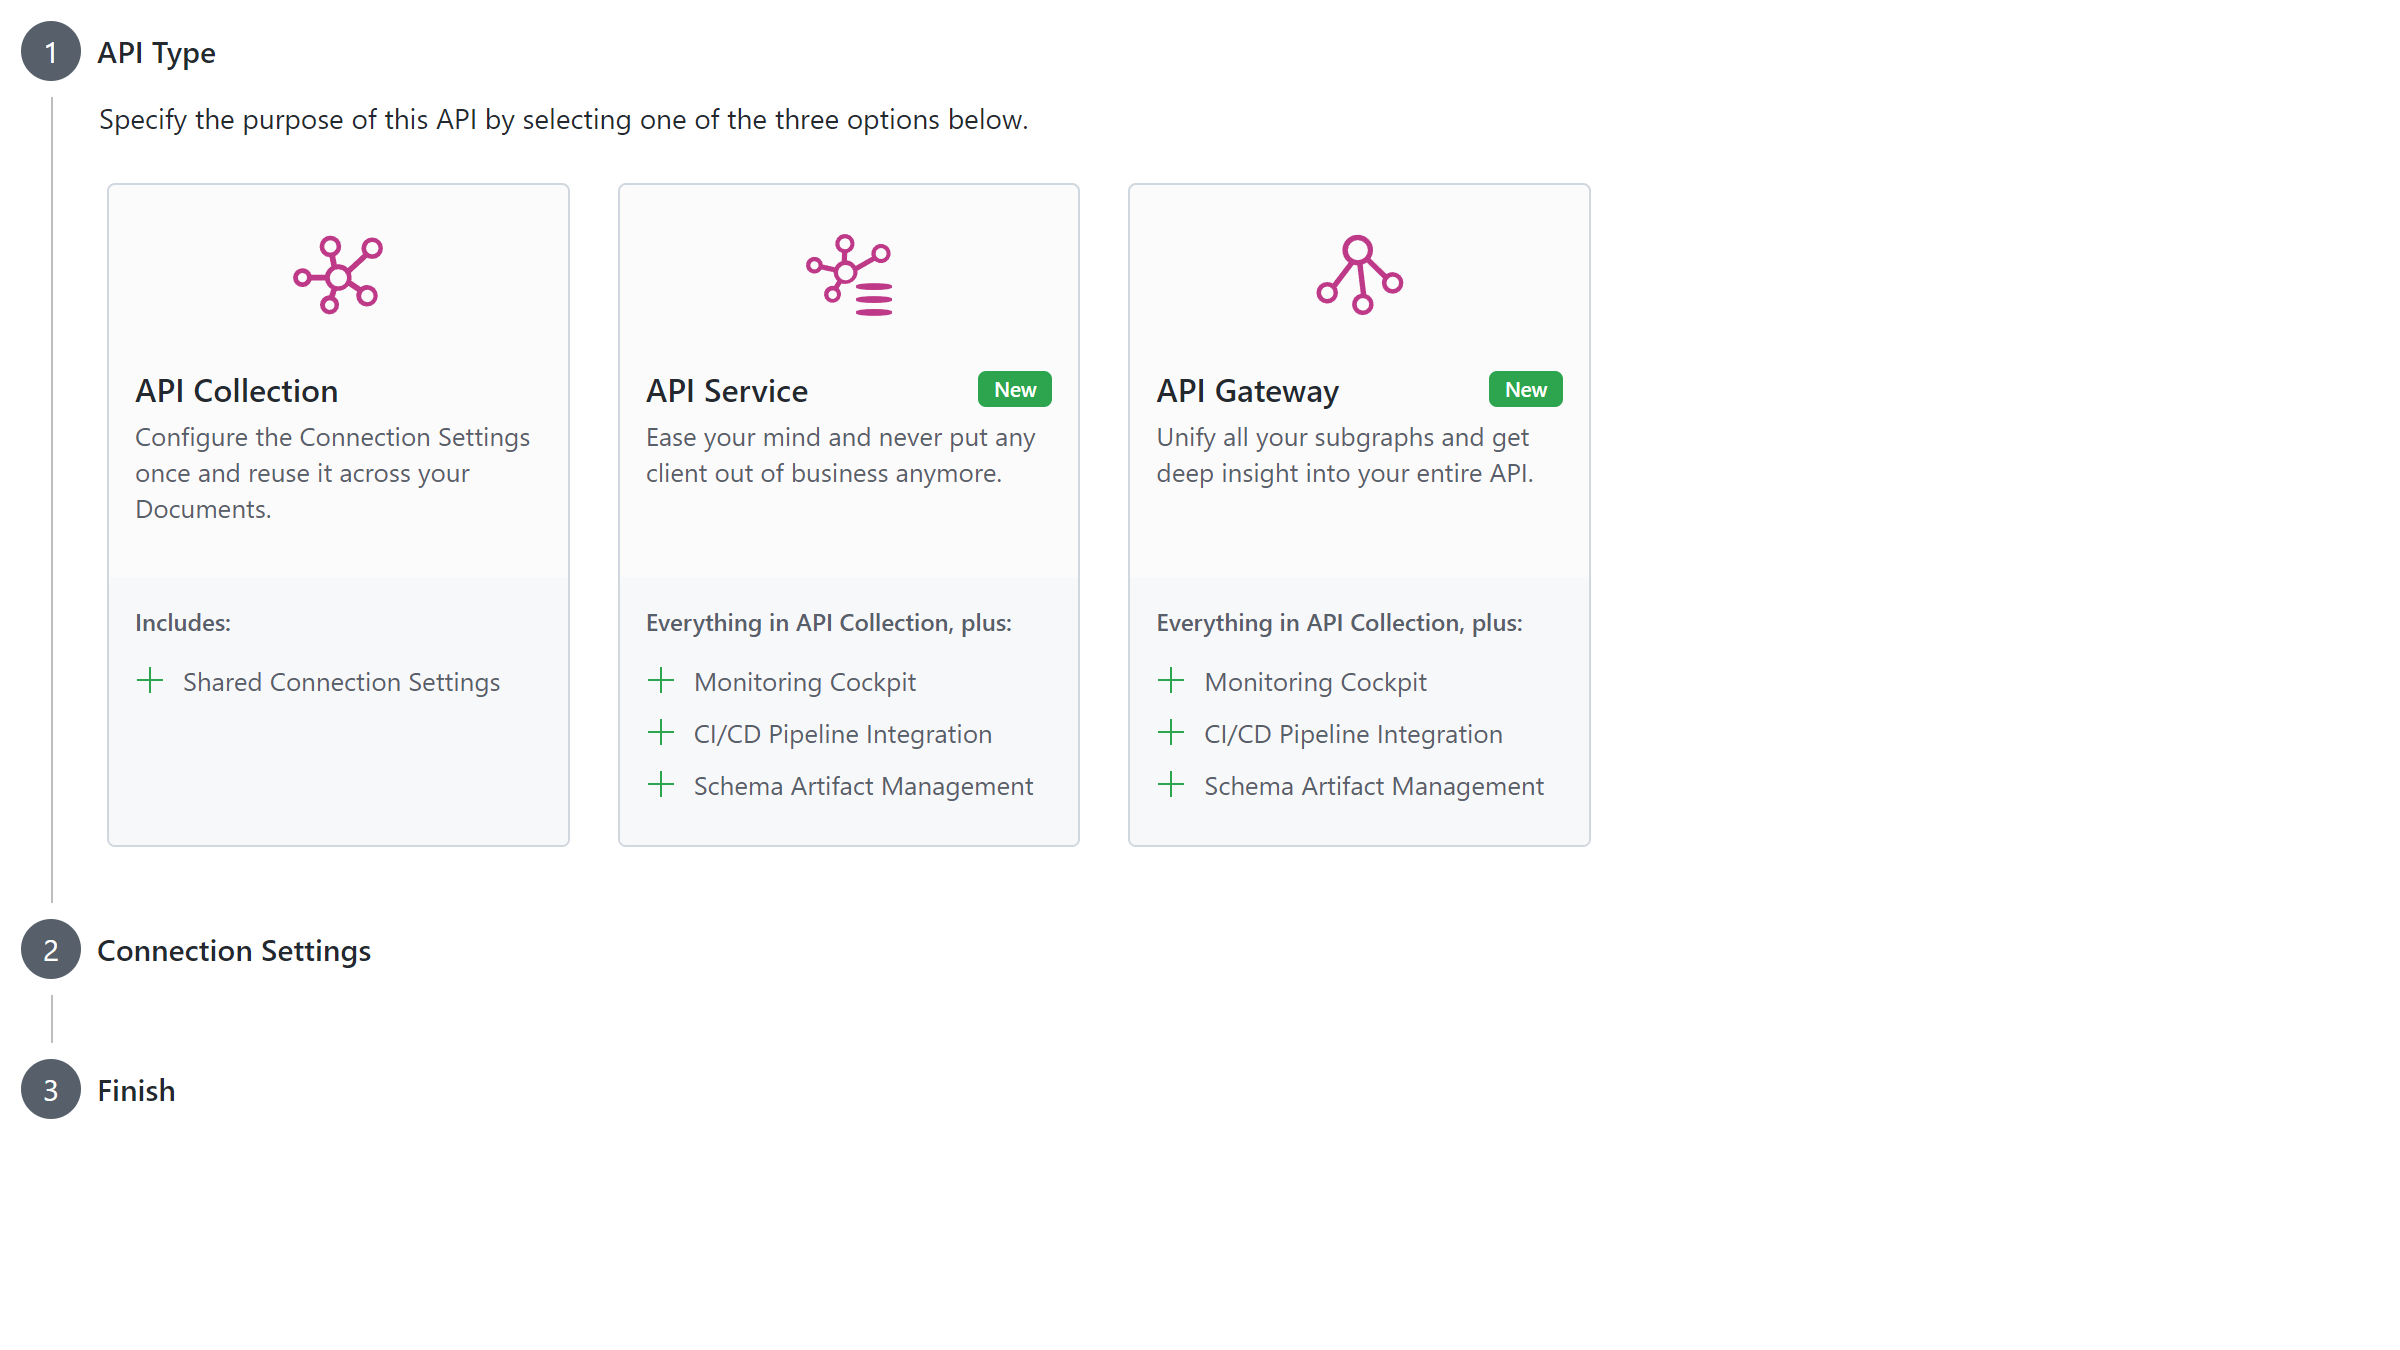 1 API Type
Specify the purpose of this API by selecting one of the three options below.
API Collection
Configure the Connection Settings
once and reuse it across your
Documents.
Includes:
Shared Connection Settings
API Service
New
Ease your mind and never put any
client out of business anymore.
Everything in API Collection, plus:
Monitoring Cockpit
CI/CD Pipeline Integration
Schema Artifact Management
API Gateway
New
Unify all your subgraphs and get
deep insight into your entire API.
Everything in API Collection, plus:
Monitoring Cockpit
CI/CD Pipeline Integration
Schema Artifact Management
2 Connection Settings
3 Finish